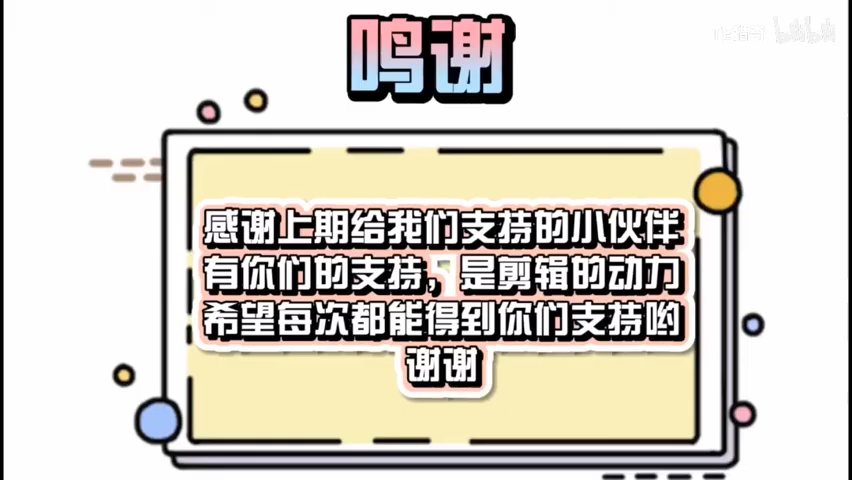 鸣谢
感谢上期给我们支持的小伙伴
有你们的支持，是剪辑的动力
希望每次都能得到你们支持哟
谢谢